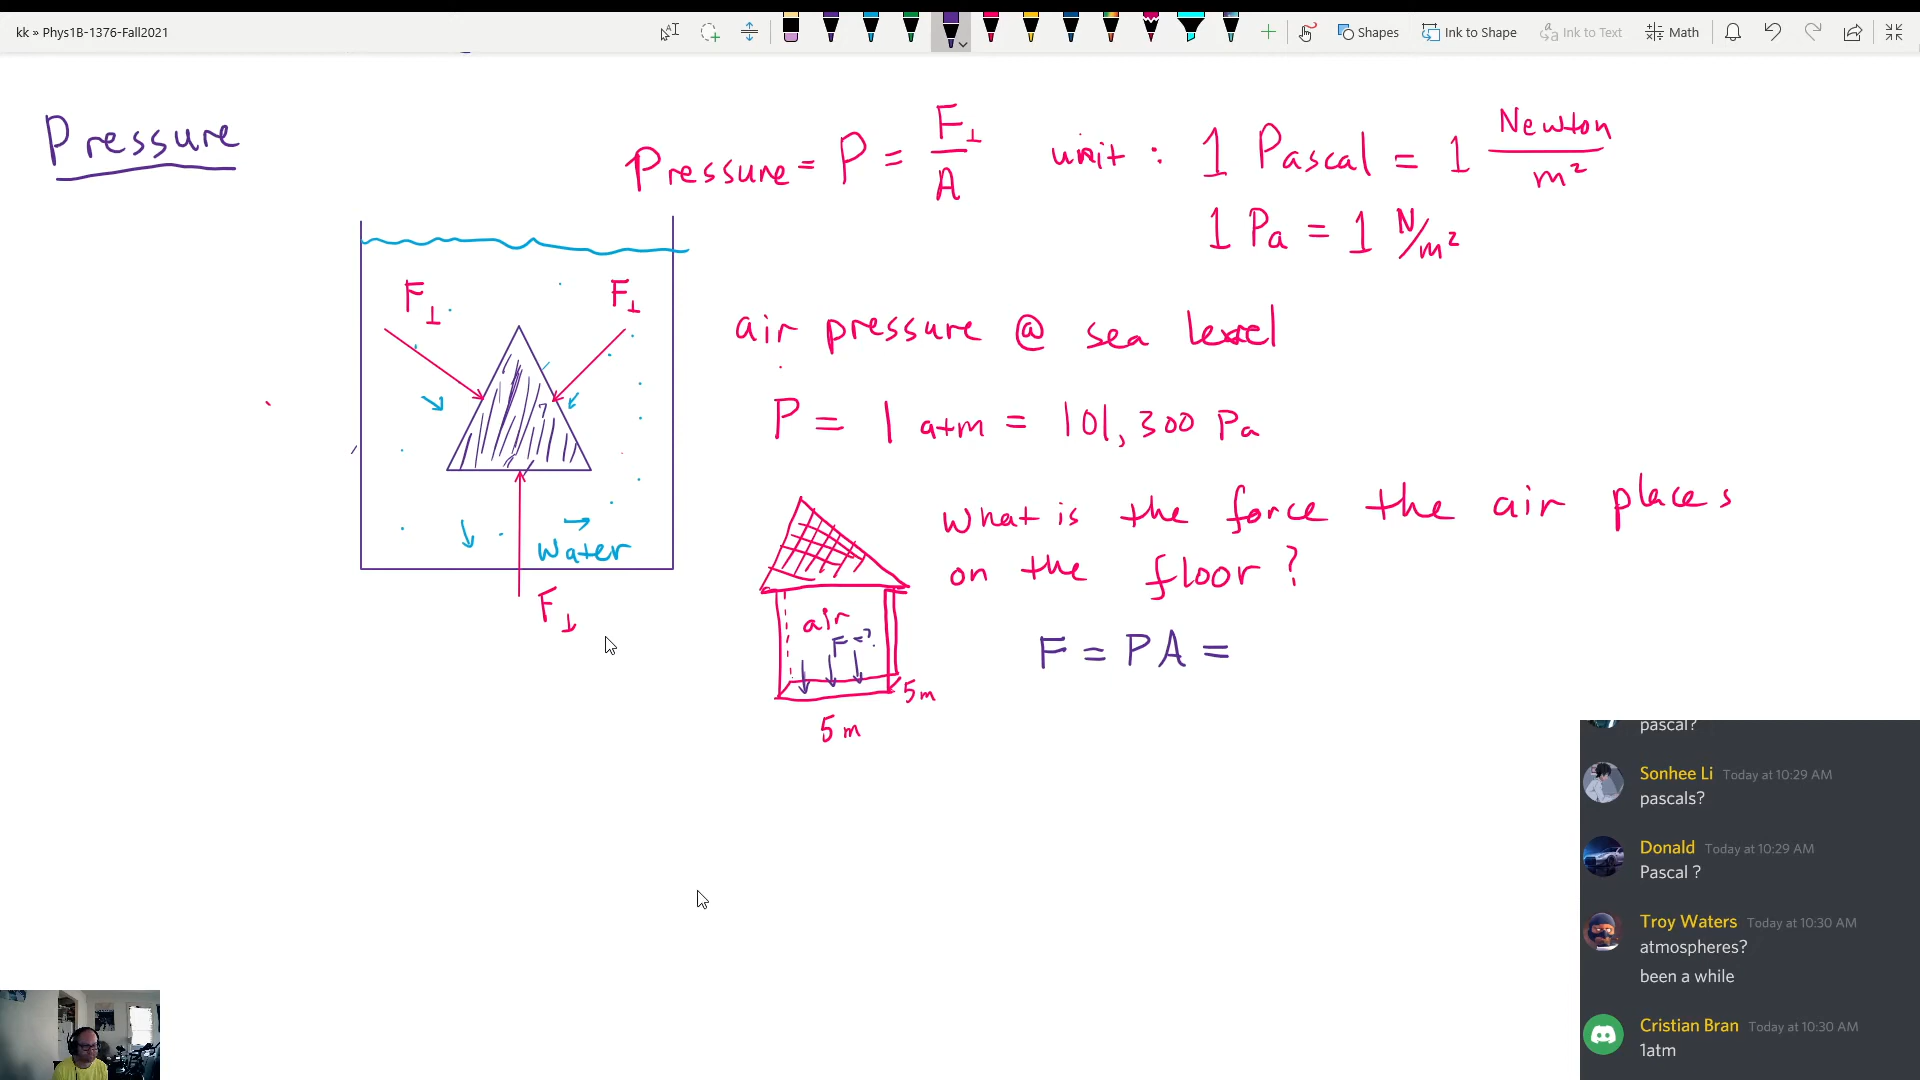 kk » Phys1B-1376-Fall2021
Shapes
Ink to Shape
Ink to Text
Math
Pressure
Pressure = P = F⊥/A
unit : 1 Pascal = 1 Newton/m²
1 Pa = 1 N/m²
F⊥
F⊥
Water
F⊥
air pressure @ sea level
P = 1 atm = 101,300 Pa
What is the force the air places
on the floor?
air
F=?
5m
5m
F = PA =
pascal?
Sonhee Li Today at 10:29 AM
pascals?
Donald Today at 10:29 AM
Pascal ?
Troy Waters Today at 10:30 AM
atmospheres?
been a while
Cristian Bran Today at 10:30 AM
1atm